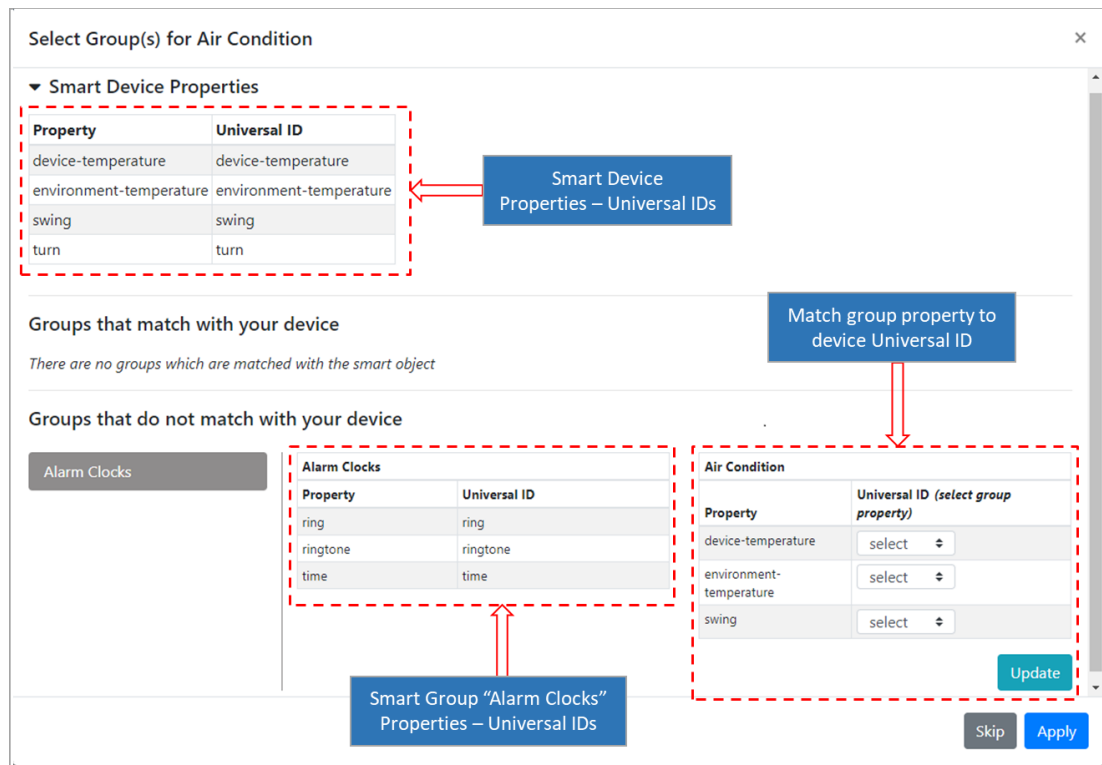 Select Group(s) for Air Condition ×
Smart Device Properties
Property Universal ID
device-temperature device-temperature
environment-temperature environment-temperature
swing swing
turn turn
Smart Device
Properties – Universal IDs
Groups that match with your device
There are no groups which are matched with the smart object
Match group property to
device Universal ID
Groups that do not match with your device
Alarm Clocks
Alarm Clocks
Property Universal ID
ring ring
ringtone ringtone
time time
Air Condition
Property Universal ID (select group
property)
device-temperature select
environment-
temperature select
swing select
Update
Smart Group “Alarm Clocks”
Properties – Universal IDs
Skip Apply